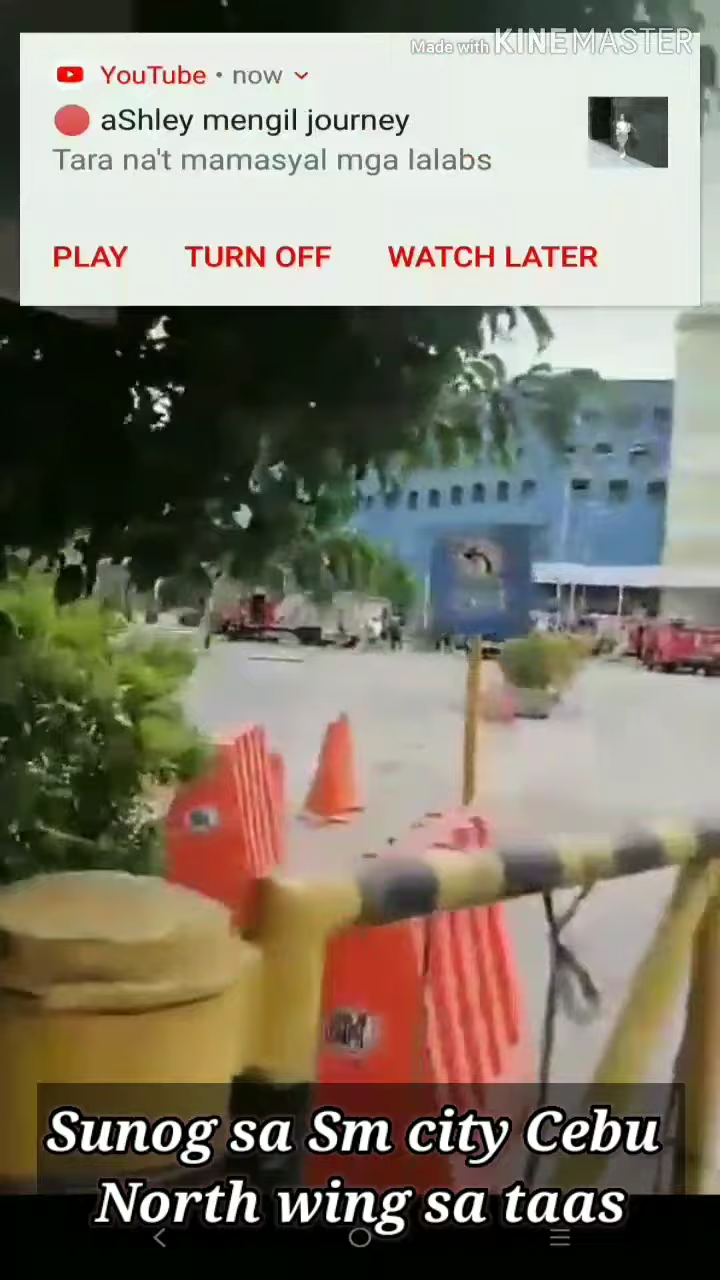 Made with KINEMASTER
YouTube • now
aShley mengil journey
Tara na't mamasyal mga lalabs
PLAY TURN OFF WATCH LATER
SM
Sunog sa Sm city Cebu
North wing sa taas